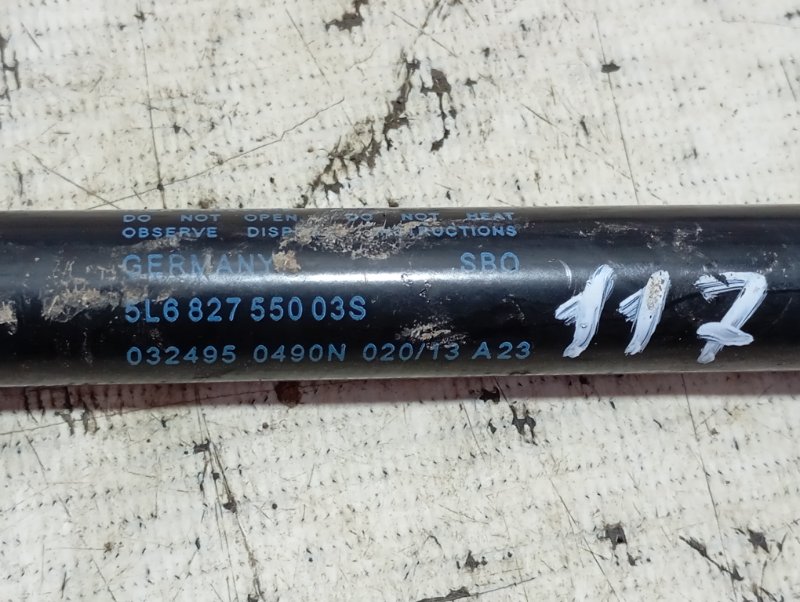 DO NOT OPEN DO NOT HEAT
OBSERVE INSTRUCTIONS
GERMANY SBO
5L6 827 550 03S
032495 0490N 020/13 A23
117